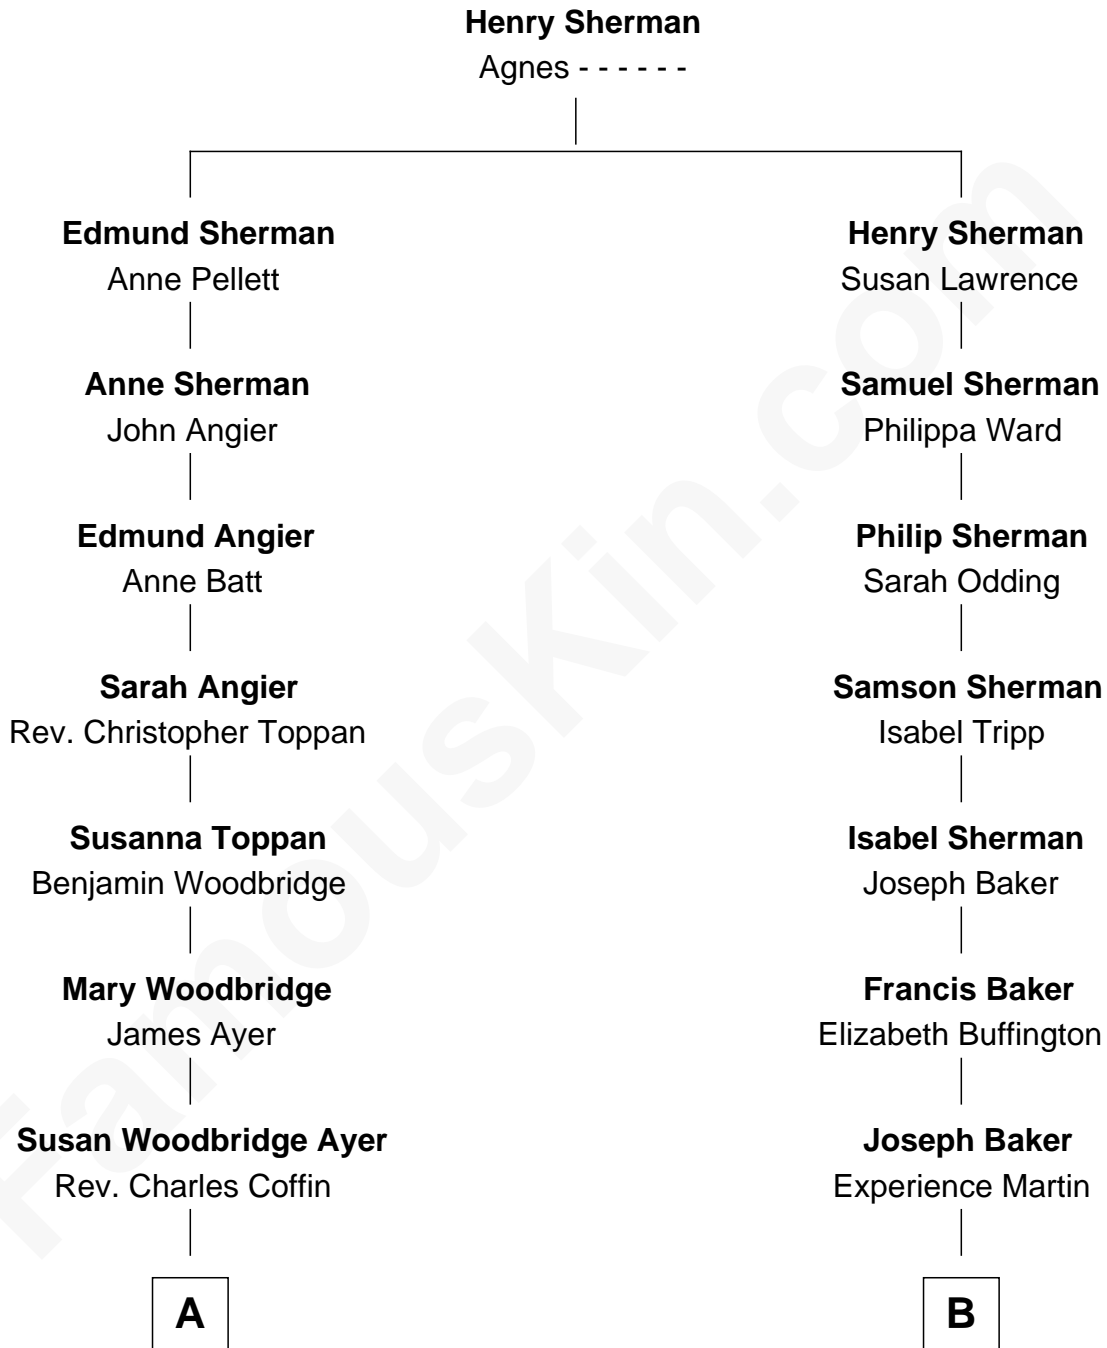 Henry Sherman
Agnes - - - - - -
Edmund Sherman
Anne Pellett
Henry Sherman
Susan Lawrence
Anne Sherman
John Angier
Samuel Sherman
Philippa Ward
Edmund Angier
Anne Batt
Philip Sherman
Sarah Odding
Sarah Angier
Rev. Christopher Toppan
Samson Sherman
Isabel Tripp
Susanna Toppan
Benjamin Woodbridge
Isabel Sherman
Joseph Baker
Mary Woodbridge
James Ayer
Francis Baker
Elizabeth Buffington
Susan Woodbridge Ayer
Rev. Charles Coffin
Joseph Baker
Experience Martin
A
B
FamousKin.com